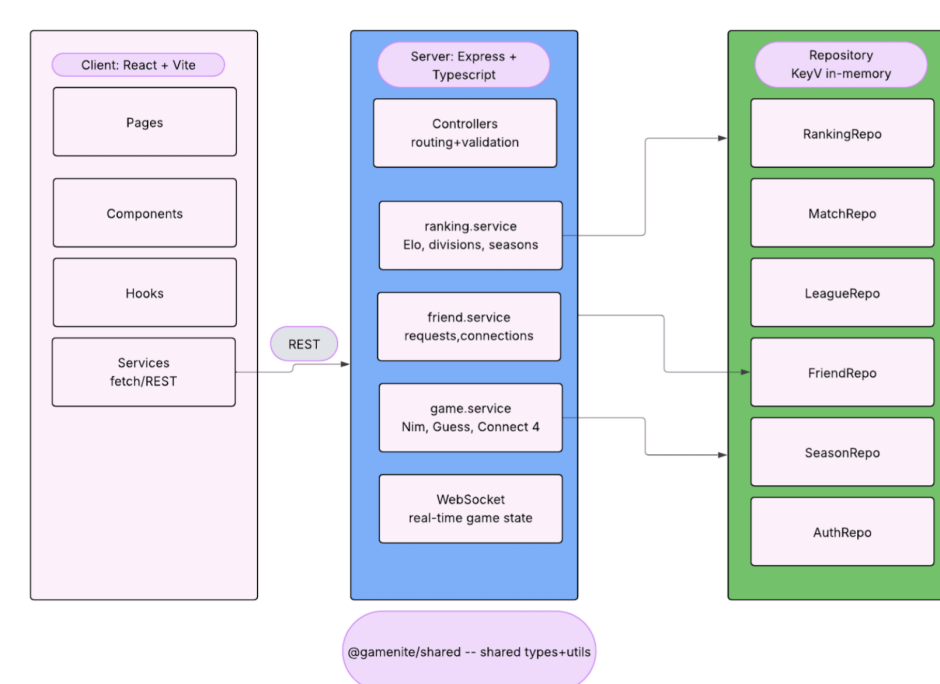 Client: React + Vite
Pages
Components
Hooks
Services
fetch/REST
REST
Server: Express +
Typescript
Controllers
routing+validation
ranking.service
Elo, divisions, seasons
friend.service
requests,connections
game.service
Nim, Guess, Connect 4
WebSocket
real-time game state
Repository
KeyV in-memory
RankingRepo
MatchRepo
LeagueRepo
FriendRepo
SeasonRepo
AuthRepo
@gamenite/shared -- shared types+utils